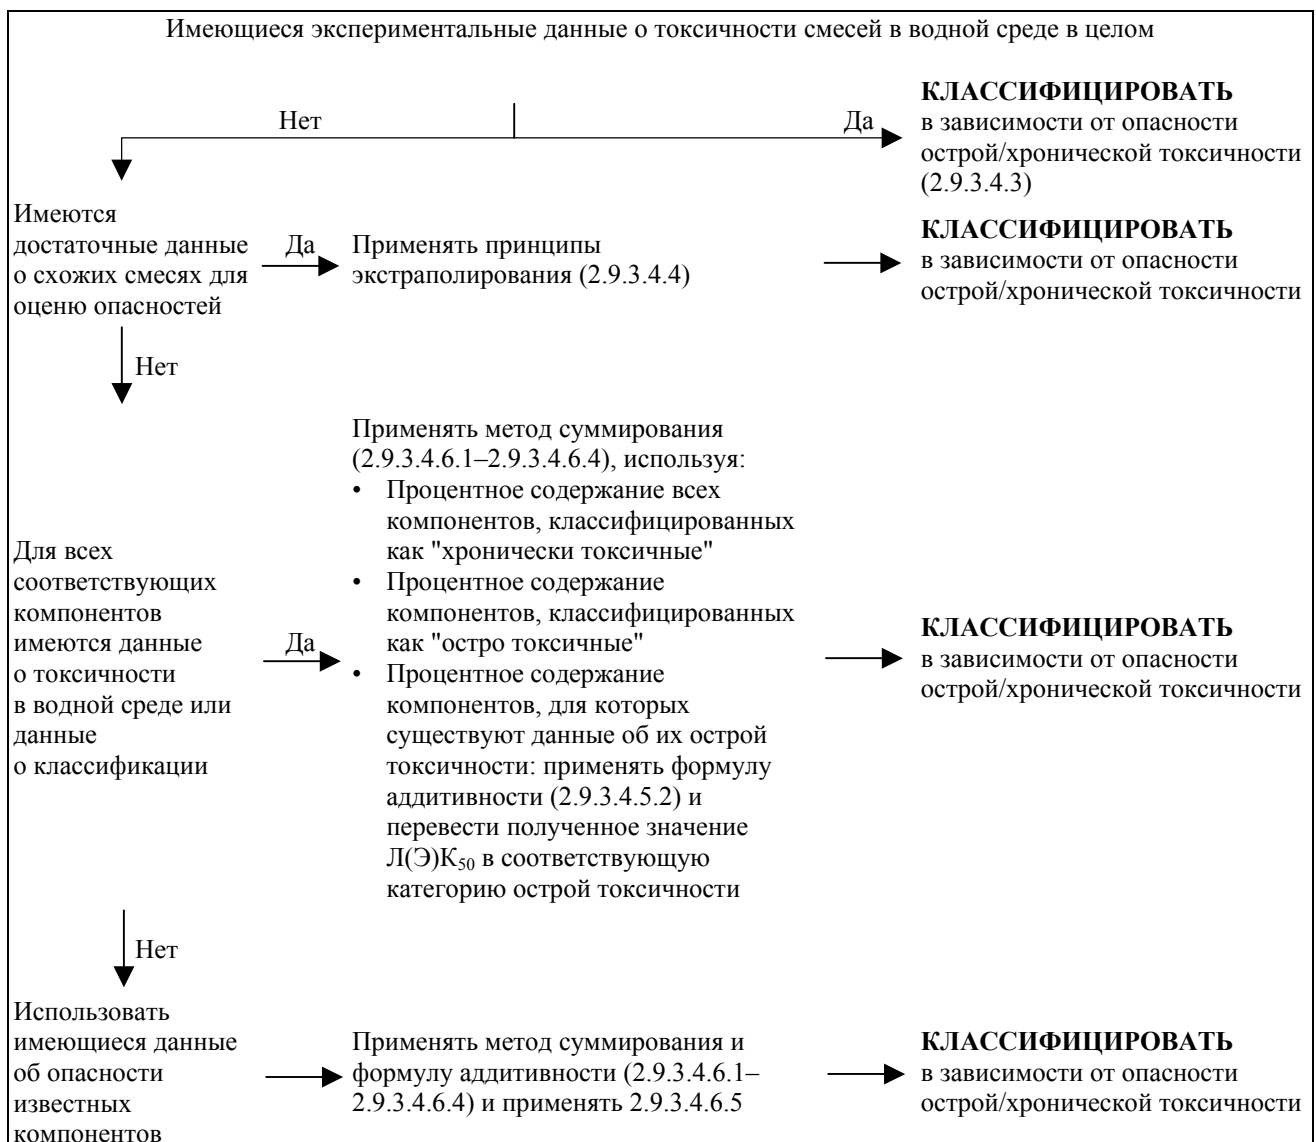 Имеющиеся экспериментальные данные о токсичности смесей в водной среде в целом
Нет
Да
КЛАССИФИЦИРОВАТЬ
в зависимости от опасности
острой/хронической токсичности
(2.9.3.4.3)
Имеются
достаточные данные
о схожих смесях для
оценю опасностей
Да
Применять принципы
экстраполирования (2.9.3.4.4)
КЛАССИФИЦИРОВАТЬ
в зависимости от опасности
острой/хронической токсичности
Нет
Для всех
соответствующих
компонентов
имеются данные
о токсичности
в водной среде или
данные
о классификации
Да
Применять метод суммирования
(2.9.3.4.6.1–2.9.3.4.6.4), используя:
• Процентное содержание всех
компонентов, классифицированных
как "хронически токсичные"
• Процентное содержание
компонентов, классифицированных
как "остро токсичные"
• Процентное содержание
компонентов, для которых
существуют данные об их острой
токсичности: применять формулу
аддитивности (2.9.3.4.5.2) и
перевести полученное значение
Л(Э)К50 в соответствующую
категорию острой токсичности
КЛАССИФИЦИРОВАТЬ
в зависимости от опасности
острой/хронической токсичности
Нет
Использовать
имеющиеся данные
об опасности
известных
компонентов
Применять метод суммирования и
формулу аддитивности (2.9.3.4.6.1–
2.9.3.4.6.4) и применять 2.9.3.4.6.5
КЛАССИФИЦИРОВАТЬ
в зависимости от опасности
острой/хронической токсичности